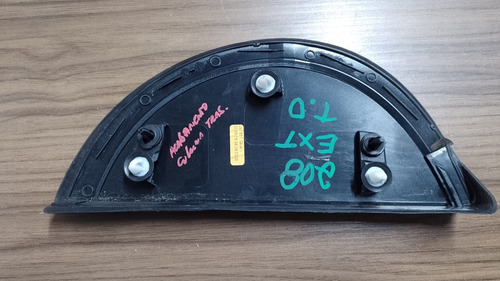 ACABAMENTO
Coluna TRAS.
208
EXT
T.D